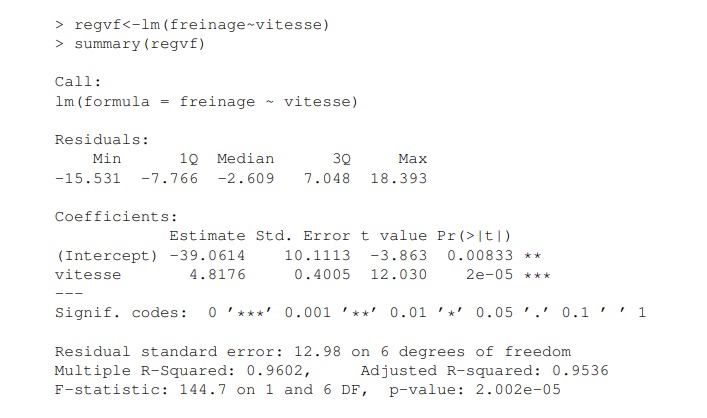 > regvf<-lm(freinage~vitesse)
> summary(regvf)
Call:
lm(formula = freinage ~ vitesse)
Residuals:
Min 1Q Median 3Q Max
-15.531 -7.766 -2.609 7.048 18.393
Coefficients:
Estimate Std. Error t value Pr(>|t|)
(Intercept) -39.0614 10.1113 -3.863 0.00833 **
vitesse 4.8176 0.4005 12.030 2e-05 ***
---
Signif. codes: 0 '***' 0.001 '**' 0.01 '*' 0.05 '.' 0.1 ' ' 1
Residual standard error: 12.98 on 6 degrees of freedom
Multiple R-Squared: 0.9602, Adjusted R-squared: 0.9536
F-statistic: 144.7 on 1 and 6 DF, p-value: 2.002e-05